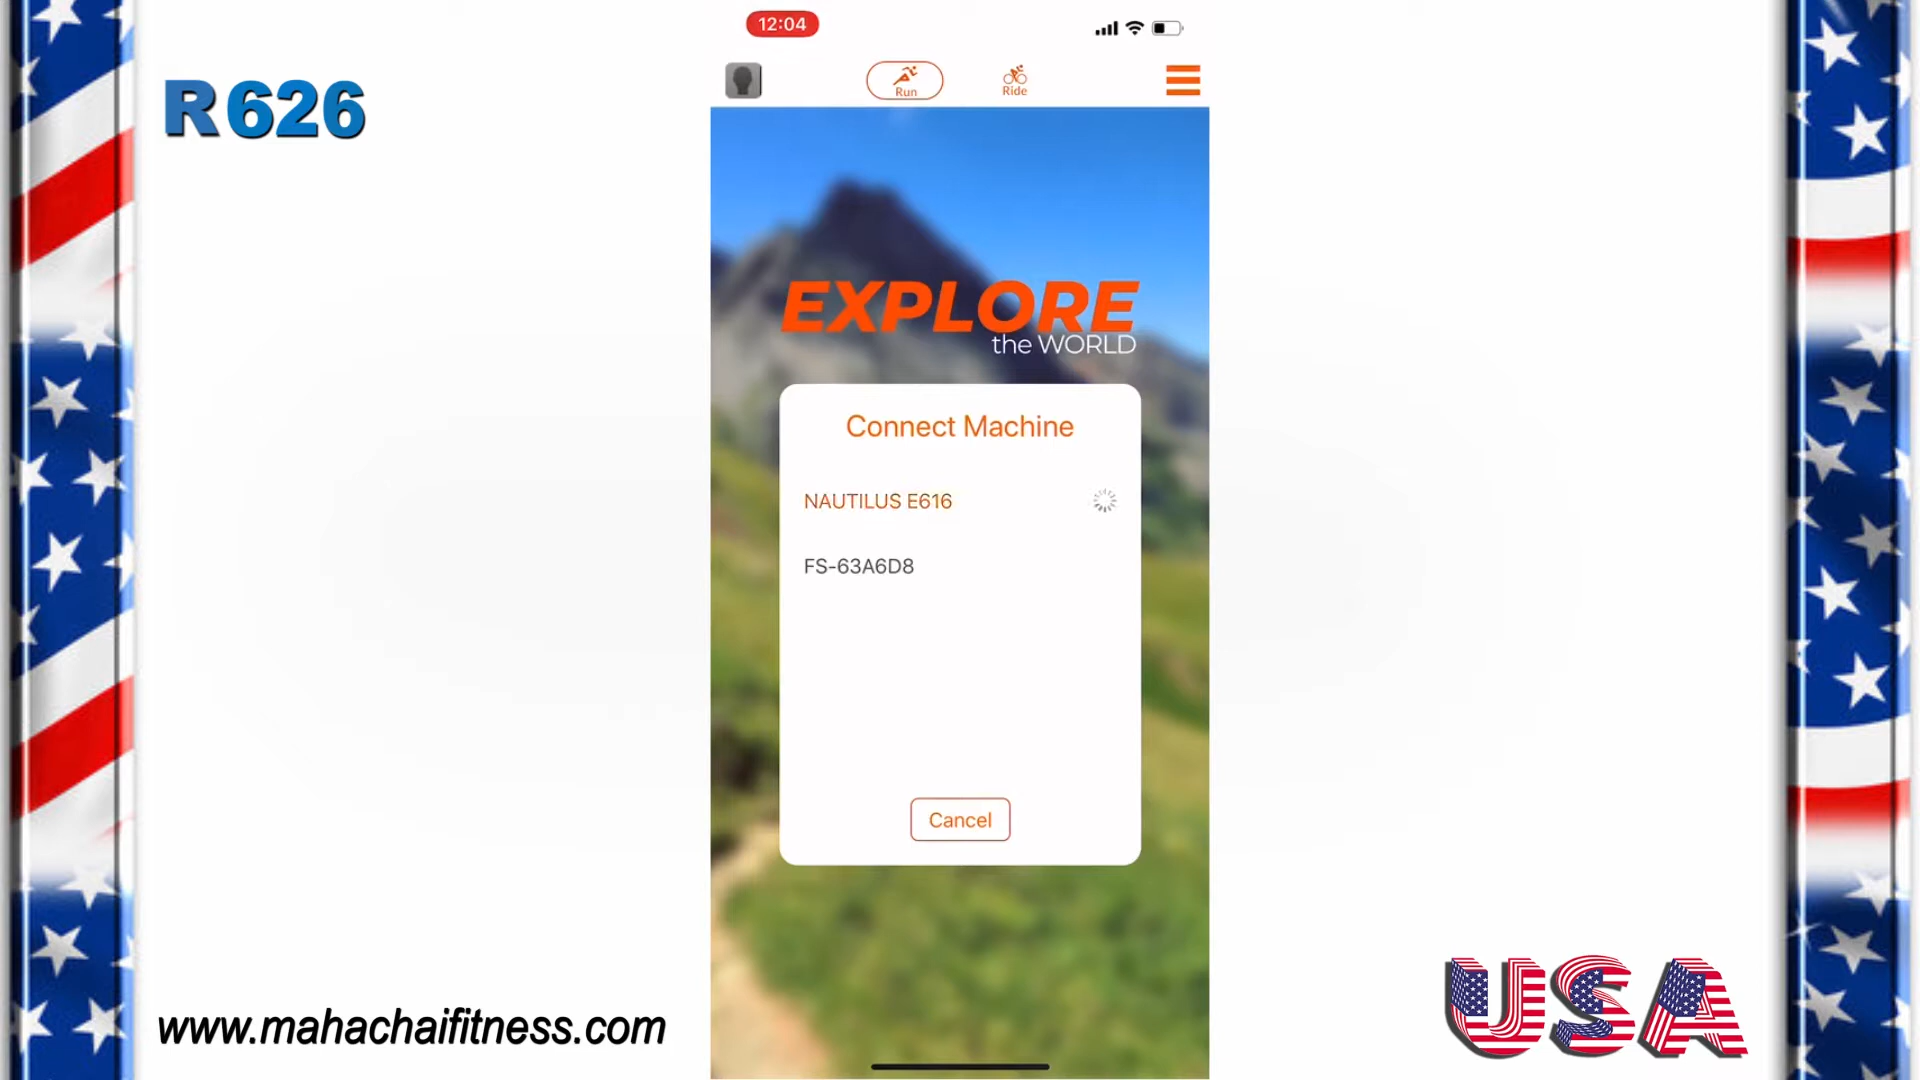 12:04
R626
Run
Ride
EXPLORE
the WORLD
Connect Machine
NAUTILUS E616
FS-63A6D8
Cancel
www.mahachaifitness.com
USA